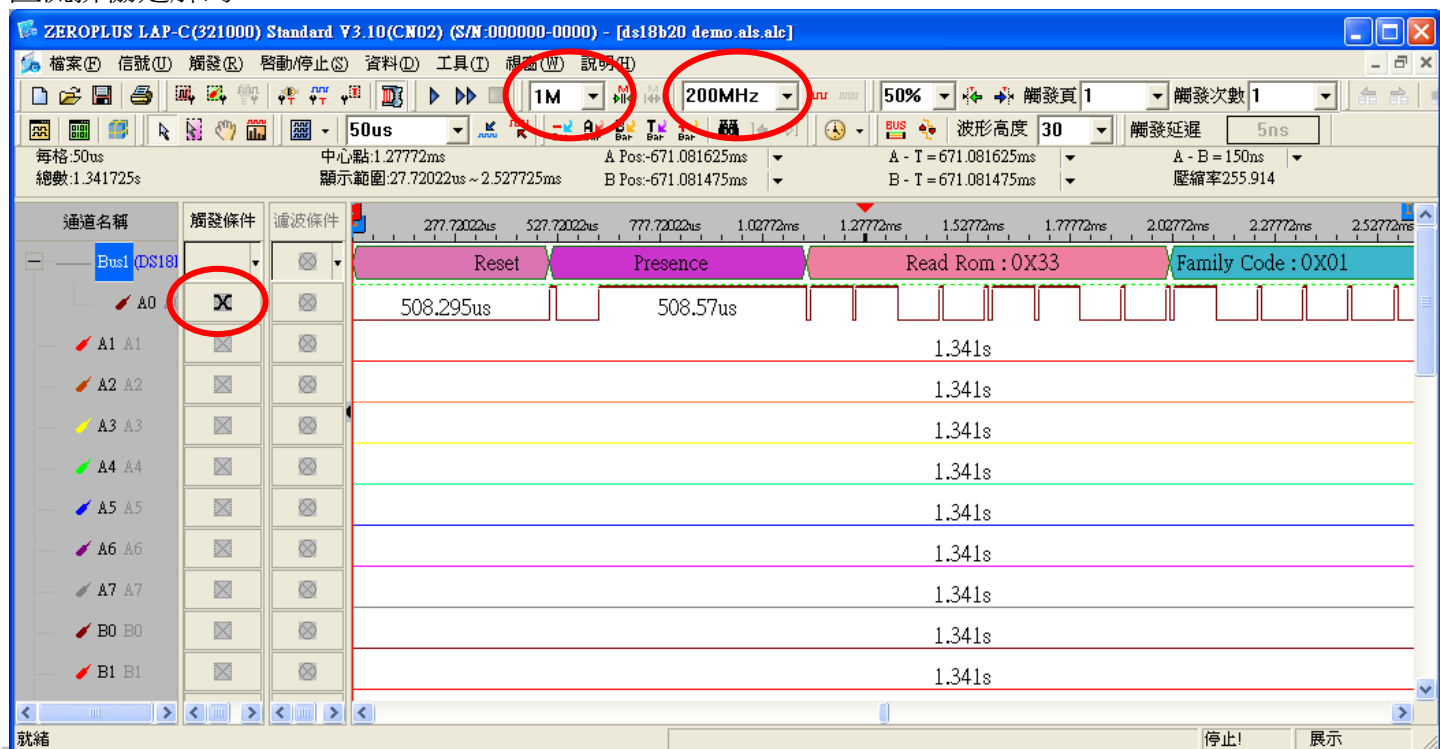 ZEROPLUS LAP-C(321000) Standard V3.10(CN02) (S/N:000000-0000) - [ds18b20 demo.als.alc]
檔案(F) 信號(U) 觸發(R) 啓動/停止(S) 資料(D) 工具(T) 視窗(W) 説明(H)
1M 200MHz 50% 觸發頁 1 觸發次數 1
50us 波形高度 30 觸發延遲 5ns
每格:50us 中心點:1.27772ms A Pos:-671.081625ms A - T = 671.081625ms A - B = 150ns
總數:1.341725s 顯示範圍:27.72022us ~ 2.527725ms B Pos:-671.081475ms B - T = 671.081475ms 壓縮率255.914
通道名稱 觸發條件 濾波條件 277.72022us 527.72022us 777.72022us 1.02772ms 1.27772ms 1.52772ms 1.77772ms 2.02772ms 2.27772ms 2.52772ms
Bus1 (DS18 Reset Presence Read Rom : 0X33 Family Code : 0X01
A0 508.295us 508.57us
A1 A1 1.341s
A2 A2 1.341s
A3 A3 1.341s
A4 A4 1.341s
A5 A5 1.341s
A6 A6 1.341s
A7 A7 1.341s
B0 B0 1.341s
B1 B1 1.341s
就緒 停止! 展示